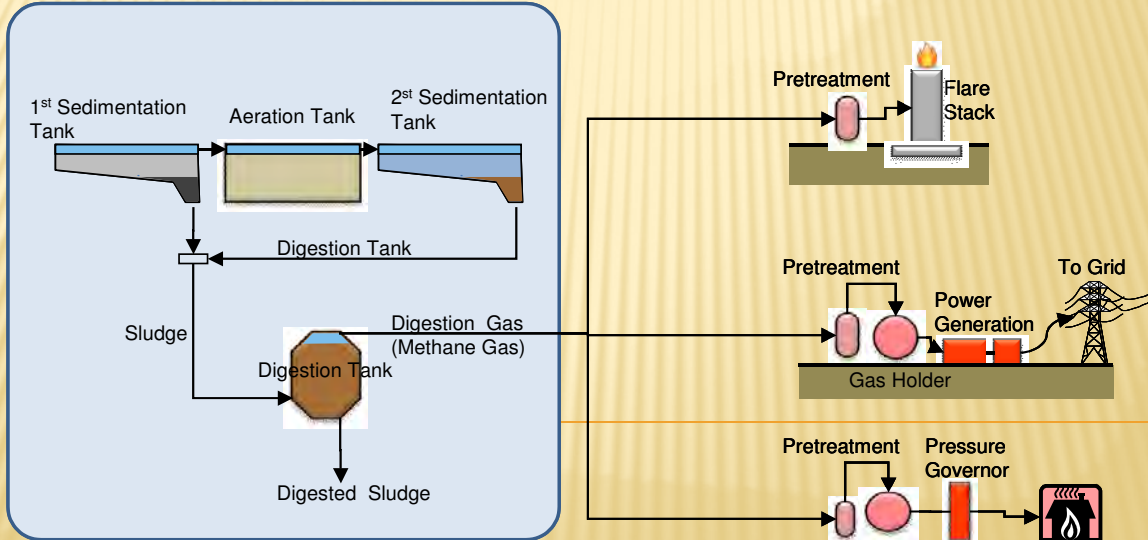 1st Sedimentation
Tank
Aeration Tank
2st Sedimentation
Tank
Digestion Tank
Sludge
Digestion Gas
(Methane Gas)
Digestion Tank
Digested Sludge
Pretreatment
Flare
Stack
Pretreatment
Power
Generation
To Grid
Gas Holder
Pretreatment
Pressure
Governor